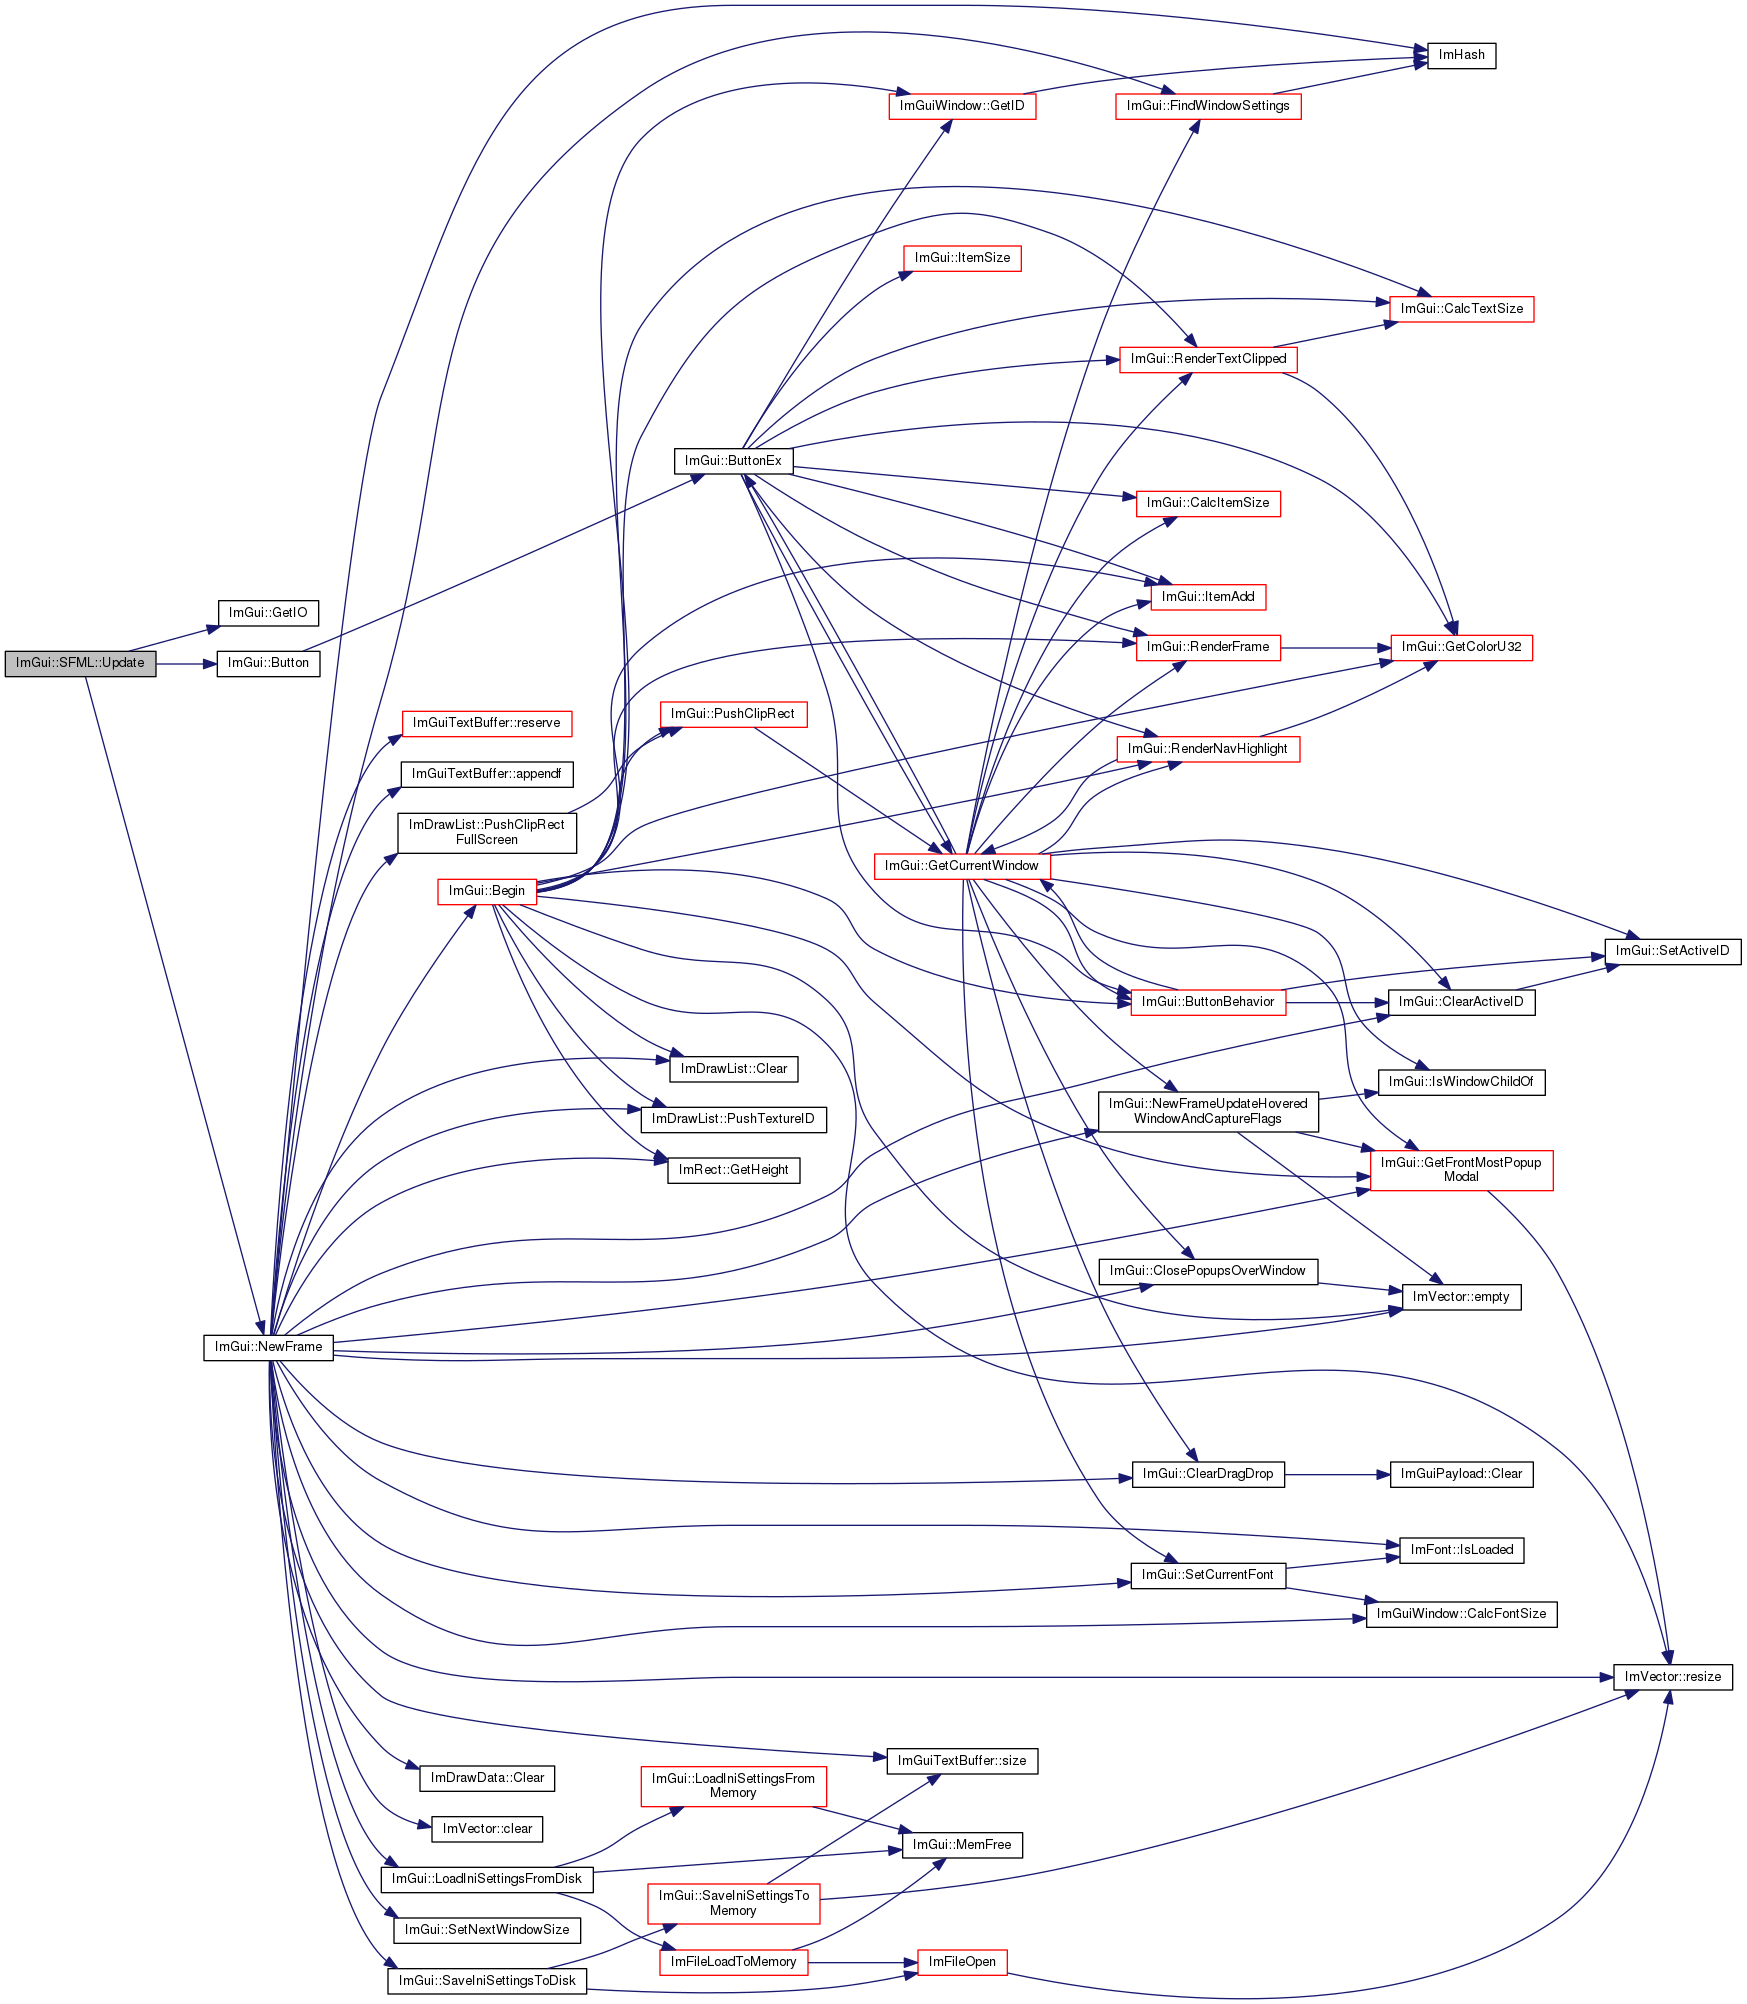 ImHash
ImGuiWindow::GetID
ImGui::FindWindowSettings
ImGui::ItemSize
ImGui::CalcTextSize
ImGui::RenderTextClipped
ImGui::ButtonEx
ImGui::CalcItemSize
ImGui::ItemAdd
ImGui::GetIO
ImGui::RenderFrame
ImGui::GetColorU32
ImGui::SFML::Update
ImGui::Button
ImGui::PushClipRect
ImGuiTextBuffer::reserve
ImGui::RenderNavHighlight
ImGuiTextBuffer::appendf
ImDrawList::PushClipRect
FullScreen
ImGui::GetCurrentWindow
ImGui::Begin
ImGui::SetActiveID
ImGui::ButtonBehavior
ImGui::ClearActiveID
ImDrawList::Clear
ImGui::IsWindowChildOf
ImDrawList::PushTextureID
ImGui::NewFrameUpdateHovered
WindowAndCaptureFlags
ImRect::GetHeight
ImGui::GetFrontMostPopup
Modal
ImGui::ClosePopupsOverWindow
ImVector::empty
ImGui::NewFrame
ImGui::ClearDragDrop
ImGuiPayload::Clear
ImFont::IsLoaded
ImGui::SetCurrentFont
ImGuiWindow::CalcFontSize
ImVector::resize
ImGuiTextBuffer::size
ImDrawData::Clear
ImGui::LoadIniSettingsFrom
Memory
ImVector::clear
ImGui::MemFree
ImGui::LoadIniSettingsFromDisk
ImGui::SaveIniSettingsTo
Memory
ImGui::SetNextWindowSize
ImFileLoadToMemory
ImFileOpen
ImGui::SaveIniSettingsToDisk